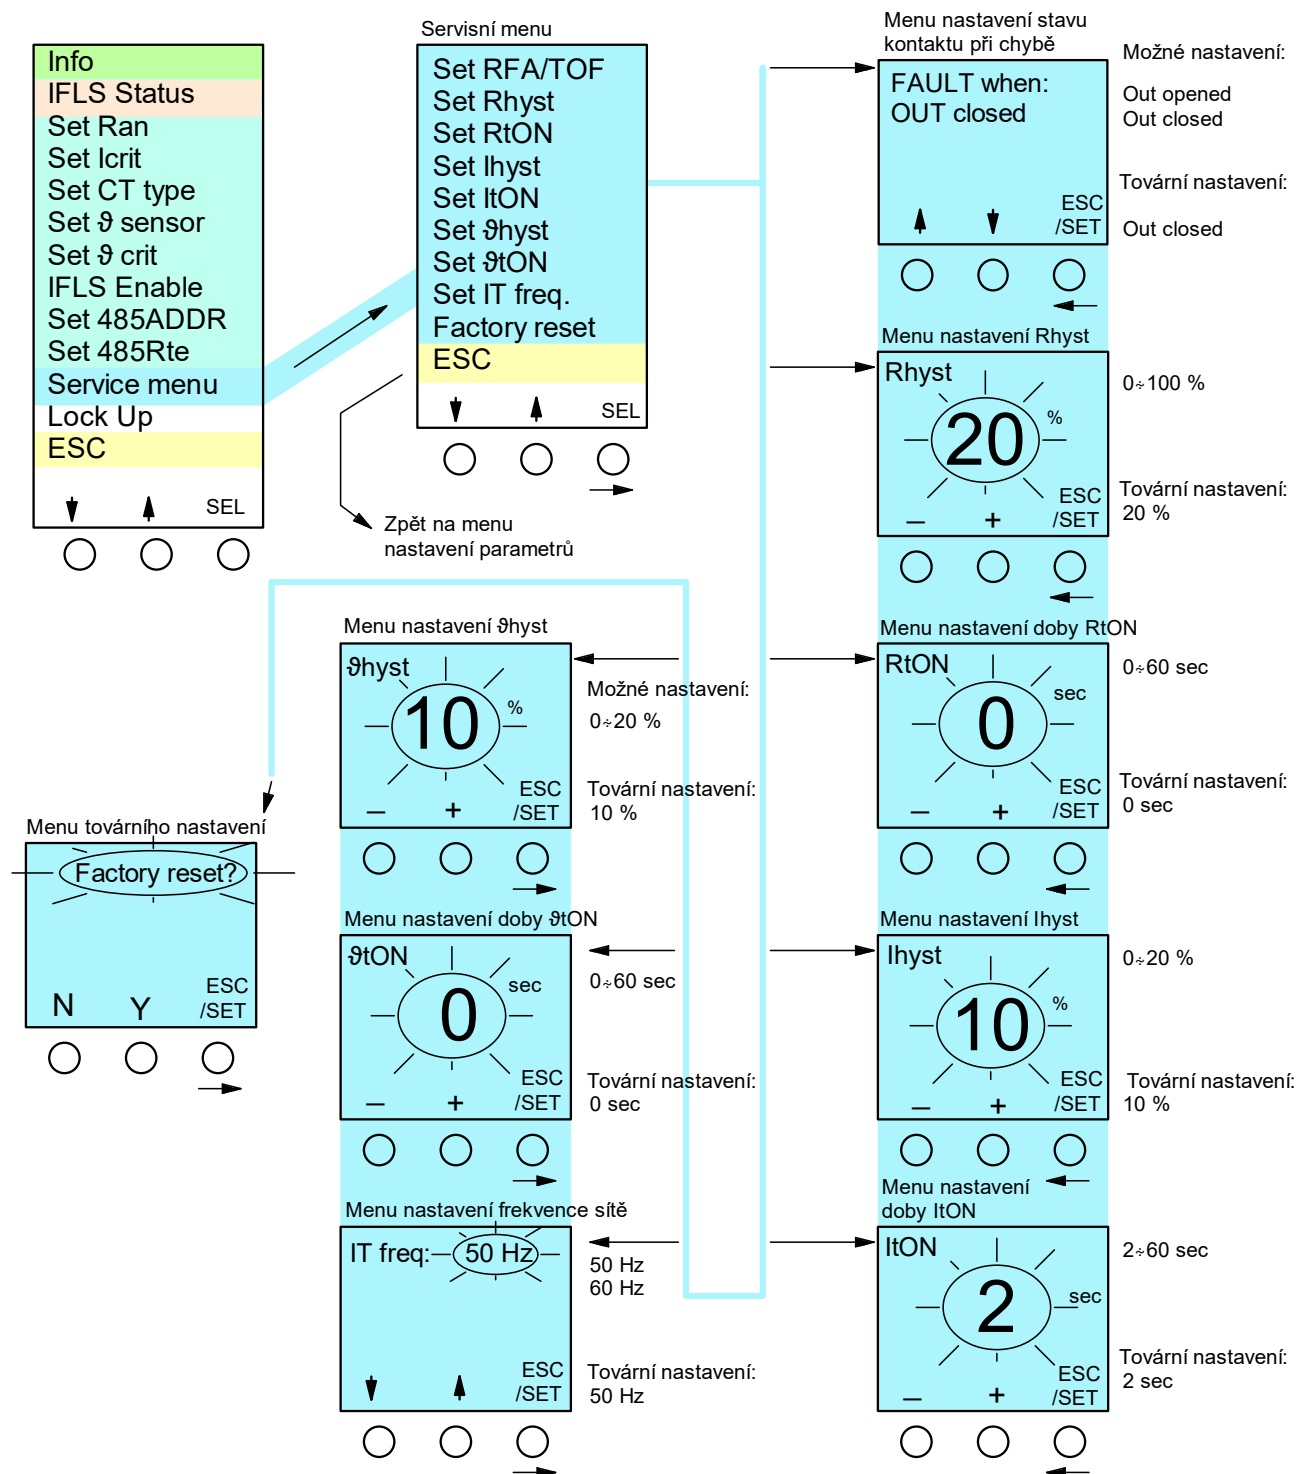 Info
IFLS Status
Set Ran
Set Icrit
Set CT type
Set ϑ sensor
Set ϑ crit
IFLS Enable
Set 485ADDR
Set 485Rte
Service menu
Lock Up
ESC
SEL
Servisní menu
Set RFA/TOF
Set Rhyst
Set RtON
Set Ihyst
Set ItON
Set ϑhyst
Set ϑtON
Set IT freq.
Factory reset
ESC
SEL
Zpět na menu
nastavení parametrů
Menu nastavení stavu
kontaktu při chybě
FAULT when:
OUT closed
ESC
/SET
Možné nastavení:
Out opened
Out closed
Tovární nastavení:
Out closed
Menu nastavení Rhyst
Rhyst
20 %
– +
ESC
/SET
0÷100 %
Tovární nastavení:
20 %
Menu nastavení doby RtON
RtON
0 sec
– +
ESC
/SET
0÷60 sec
Tovární nastavení:
0 sec
Menu nastavení Ihyst
Ihyst
10 %
– +
ESC
/SET
0÷20 %
Tovární nastavení:
10 %
Menu nastavení
doby ItON
ItON
2 sec
– +
ESC
/SET
2÷60 sec
Tovární nastavení:
2 sec
Menu nastavení ϑhyst
ϑhyst
10 %
– +
ESC
/SET
Možné nastavení:
0÷20 %
Tovární nastavení:
10 %
Menu nastavení doby ϑtON
ϑtON
0 sec
– +
ESC
/SET
0÷60 sec
Tovární nastavení:
0 sec
Menu nastavení frekvence sítě
IT freq: 50 Hz
ESC
/SET
50 Hz
60 Hz
Tovární nastavení:
50 Hz
Menu továrního nastavení
Factory reset?
N Y
ESC
/SET